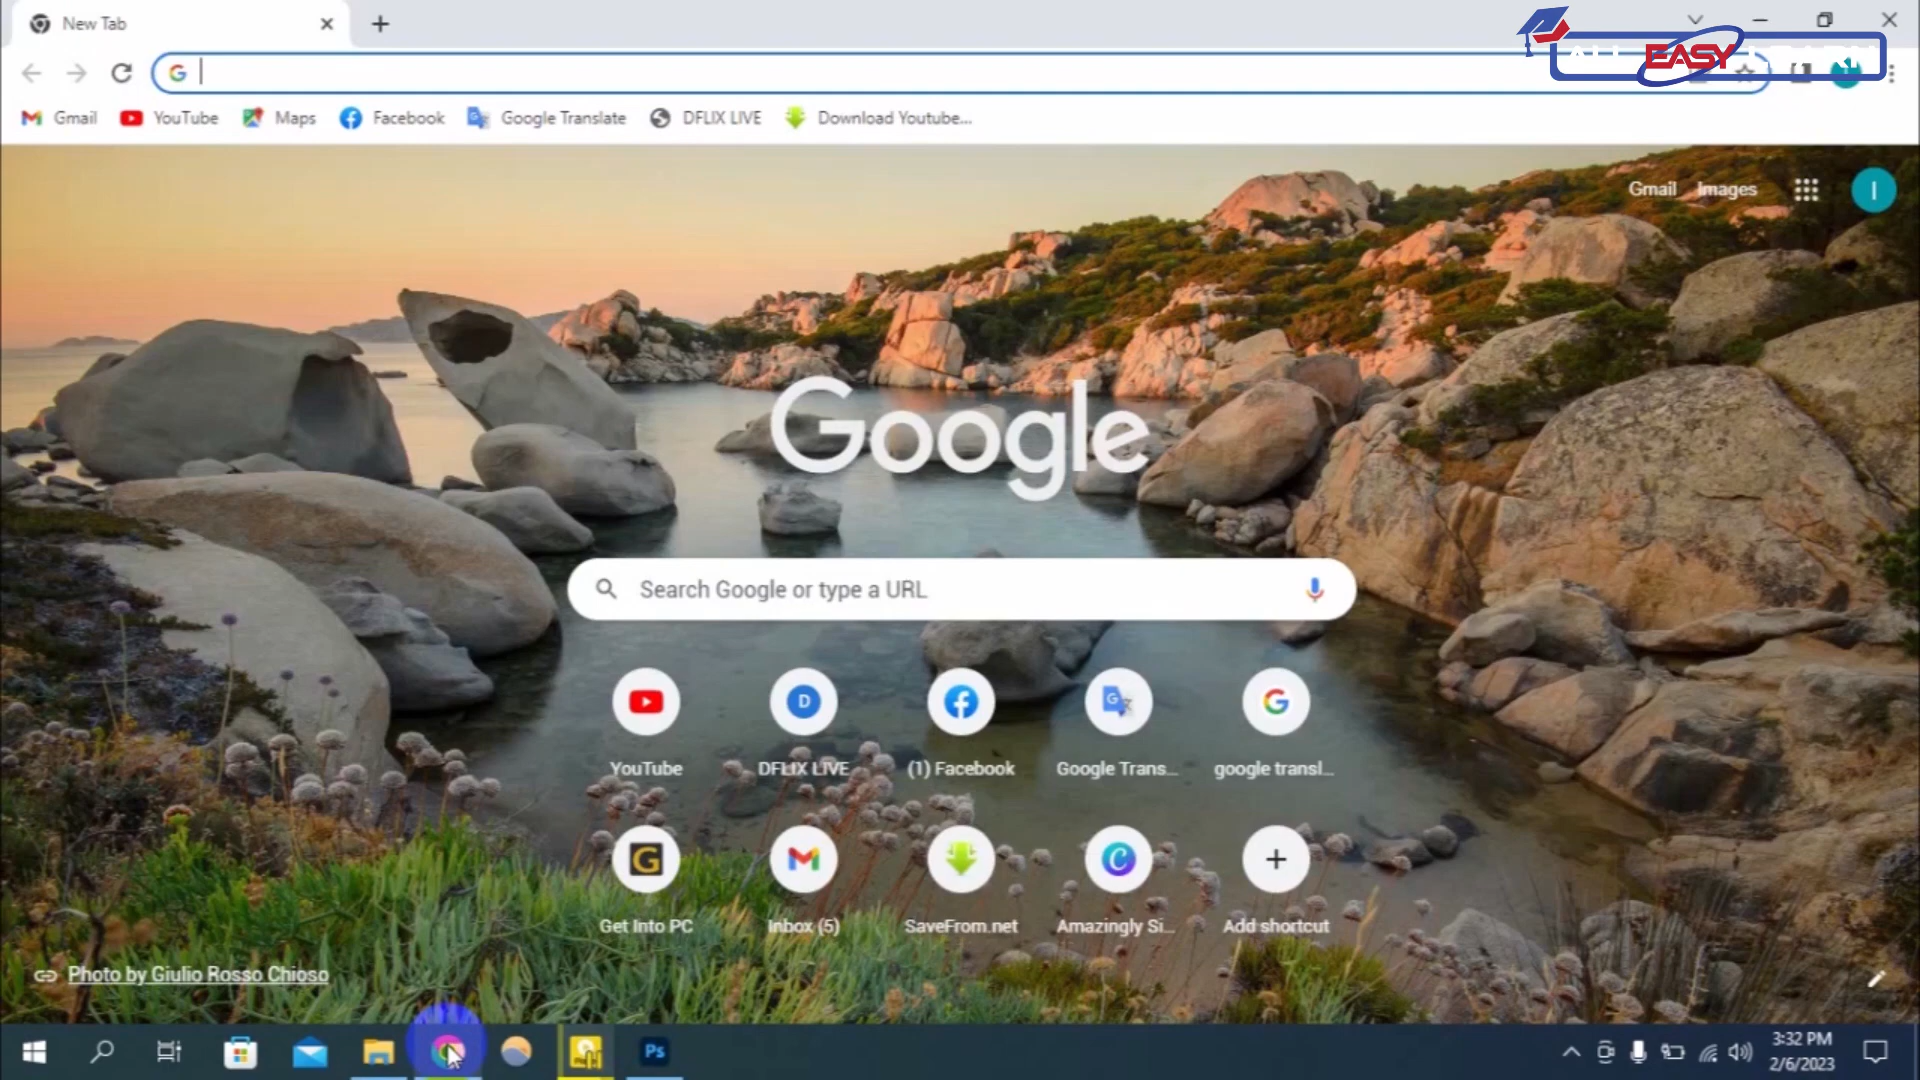 New Tab
EASY
Gmail YouTube Maps Facebook Google Translate DFLIX LIVE Download Youtube...
Gmail Images
I
Google
Search Google or type a URL
D
YouTube DFLIX LIVE (1) Facebook Google Trans... google transl...
G
C
Get Into PC Inbox (5) SaveFrom.net Amazingly Si... Add shortcut
Photo by Giulio Rosso Chioso
Ps
3:32 PM
2/6/2023